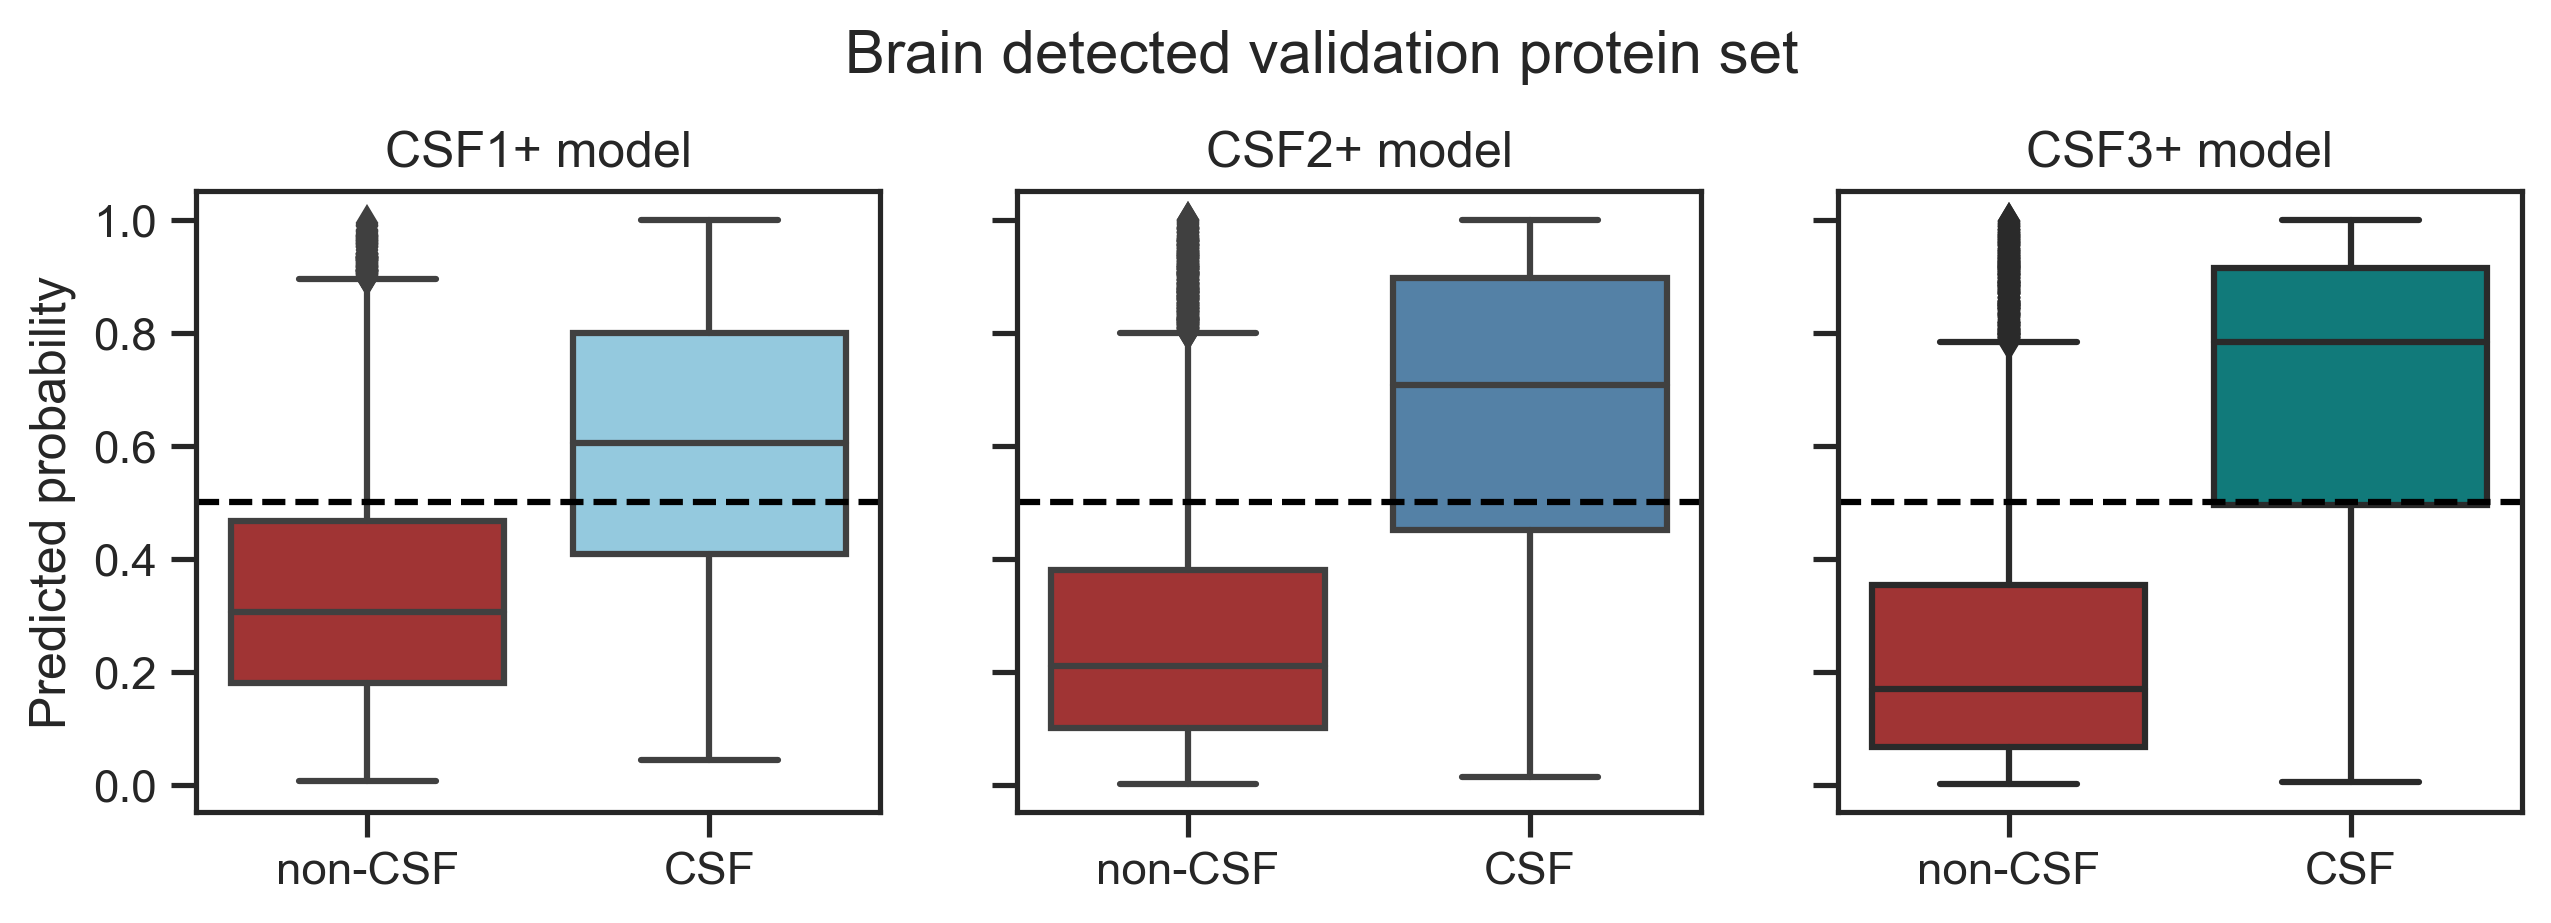 Brain detected validation protein set
CSF1+ model
CSF2+ model
CSF3+ model
Predicted probability
1.0
0.8
0.6
0.4
0.2
0.0
non-CSF
CSF
non-CSF
CSF
non-CSF
CSF